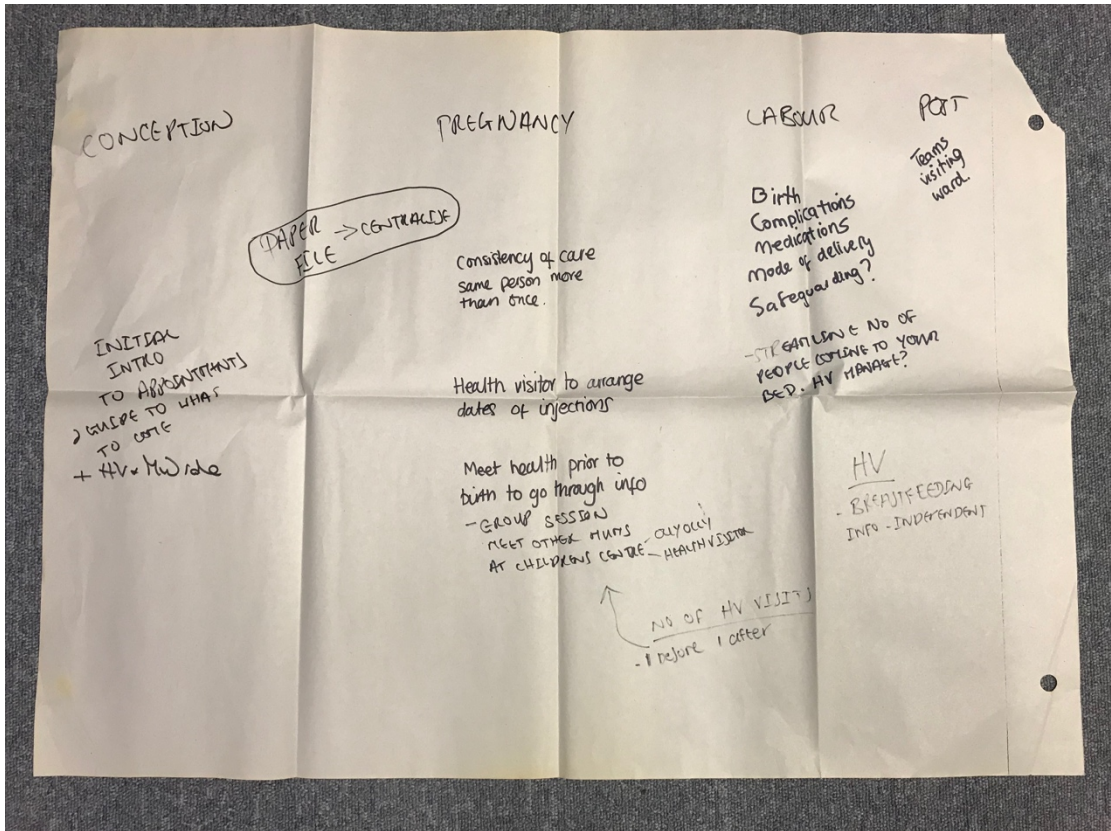 CONCEPTION
PREGNANCY
LABOUR
POST
PAPER -> CENTRALISE
FILE
INITIAL
INTRO
TO APPOINTMENTS
GUIDE TO WHATS
TO COME
+ HV + MW
Consistency of care
same person more
than once.
Health visitor to arrange
dates of injections
Meet health prior to
birth to go through info
- GROUP SESSION
MEET OTHER MUMS
AT CHILDRENS CENTRE - HEALTH VISITOR
NO OF HV VISITS
- 1 before 1 after
Birth
Complications
Medications
mode of delivery
Safeguarding?
- STREAMLINE NO OF
PEOPLE COMING TO YOUR
BED. HV MANAGE?
Teams
visiting
ward.
HV
- BREASTFEEDING
INFO - INDEPENDENT